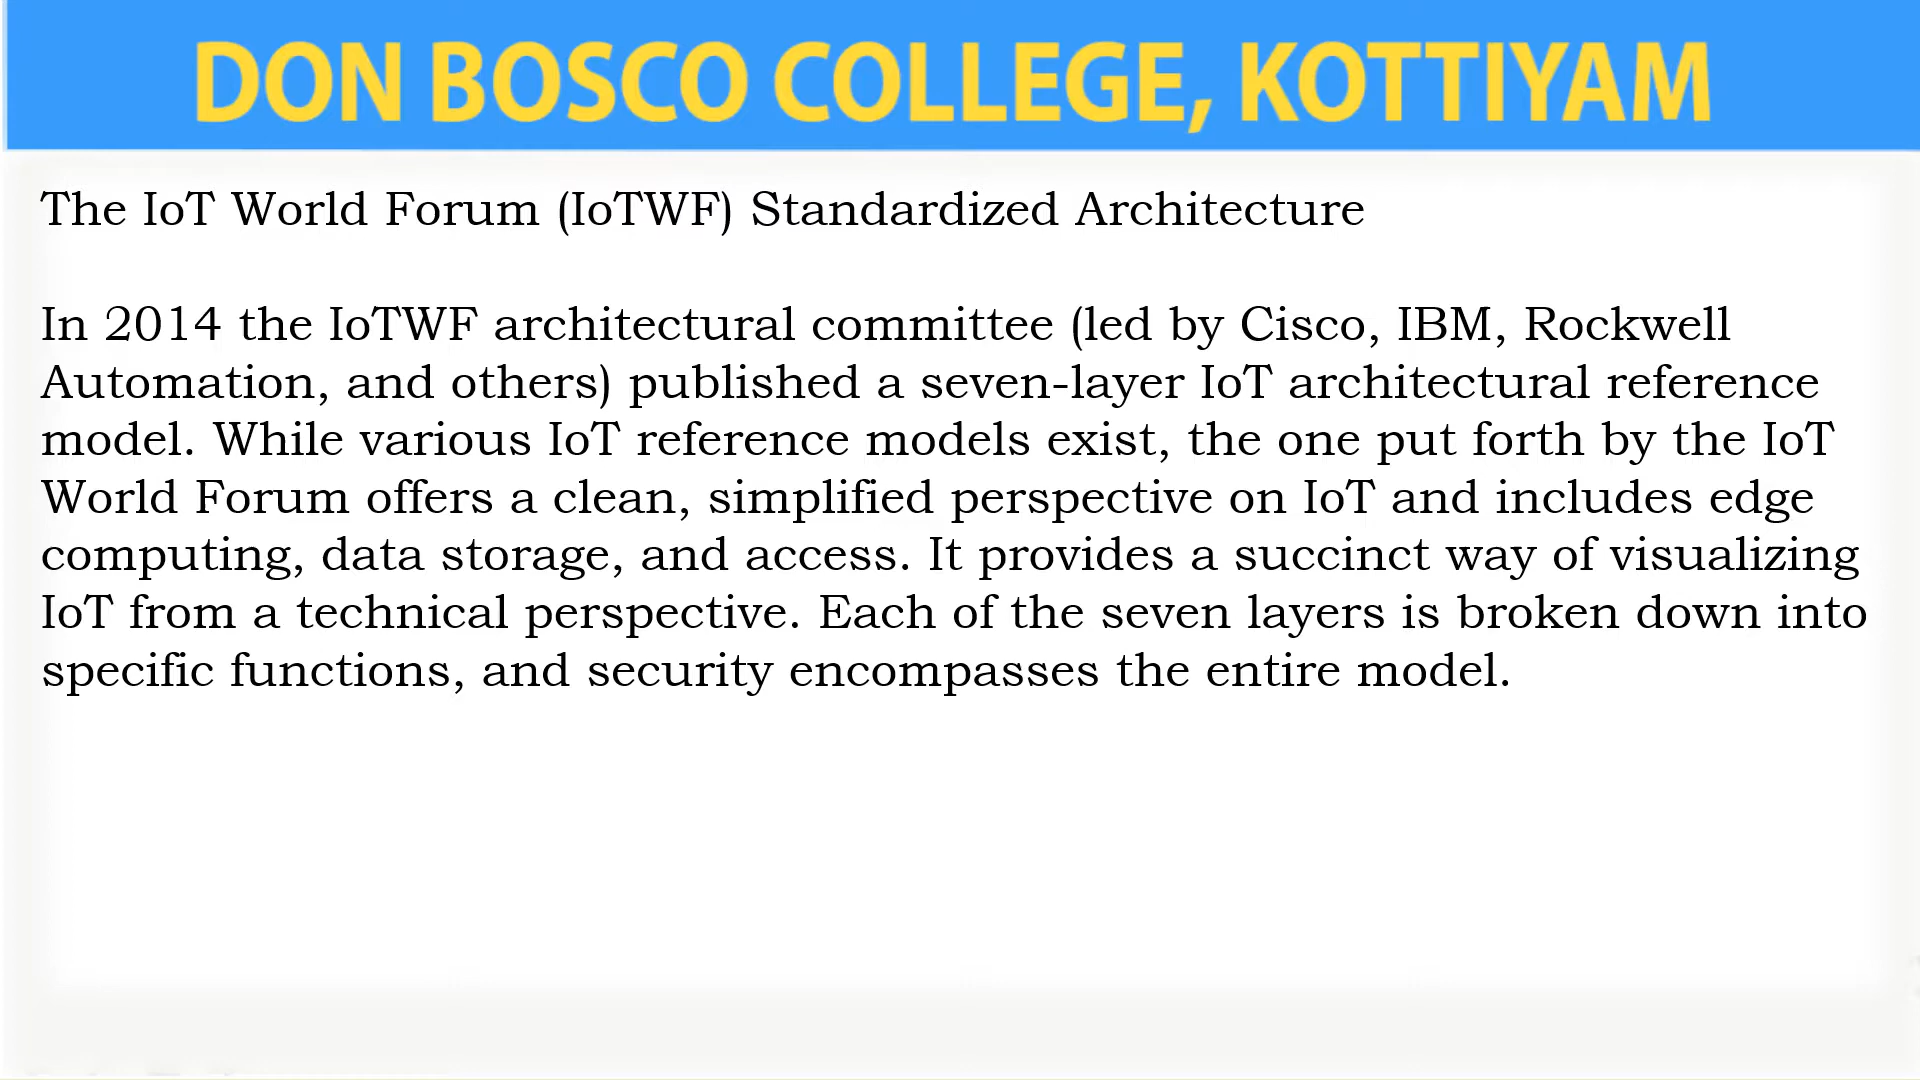 DON BOSCO COLLEGE, KOTTIYAM
The IoT World Forum (IoTWF) Standardized Architecture
In 2014 the IoTWF architectural committee (led by Cisco, IBM, Rockwell
Automation, and others) published a seven-layer IoT architectural reference
model. While various IoT reference models exist, the one put forth by the IoT
World Forum offers a clean, simplified perspective on IoT and includes edge
computing, data storage, and access. It provides a succinct way of visualizing
IoT from a technical perspective. Each of the seven layers is broken down into
specific functions, and security encompasses the entire model.